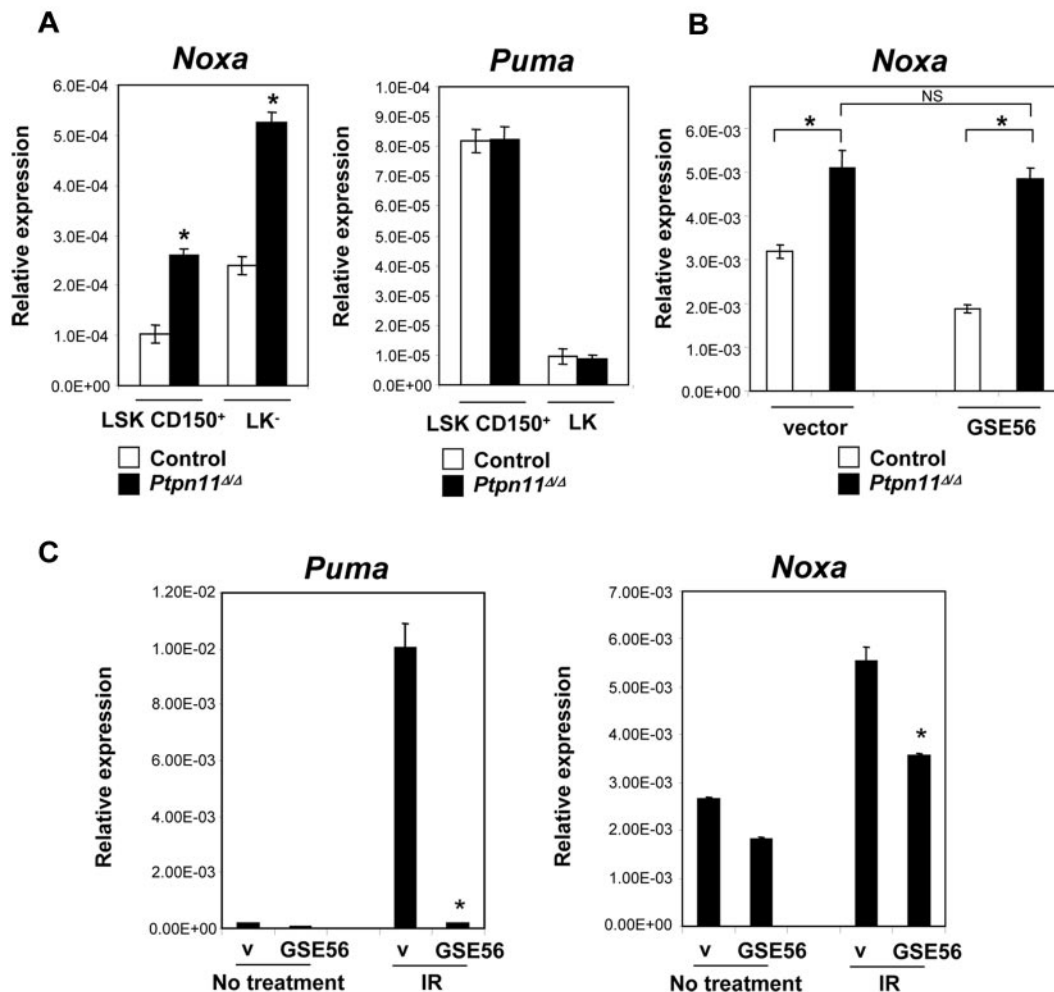 A
Noxa
Relative expression
6.0E-04
5.0E-04
4.0E-04
3.0E-04
2.0E-04
1.0E-04
0.0E+00
*
*
LSK CD150+ LK-
Control
Ptpn11Δ/Δ
Puma
Relative expression
1.0E-04
9.0E-05
8.0E-05
7.0E-05
6.0E-05
5.0E-05
4.0E-05
3.0E-05
2.0E-05
1.0E-05
0.0E+00
LSK CD150+ LK
Control
Ptpn11Δ/Δ
B
Noxa
Relative expression
6.0E-03
5.0E-03
4.0E-03
3.0E-03
2.0E-03
1.0E-03
0.0E+00
NS
* *
vector GSE56
Control
Ptpn11Δ/Δ
C
Puma
Relative expression
1.20E-02
1.00E-02
8.00E-03
6.00E-03
4.00E-03
2.00E-03
0.00E+00
*
v GSE56 v GSE56
No treatment IR
Noxa
Relative expression
7.00E-03
6.00E-03
5.00E-03
4.00E-03
3.00E-03
2.00E-03
1.00E-03
0.00E+00
*
v GSE56 v GSE56
No treatment IR